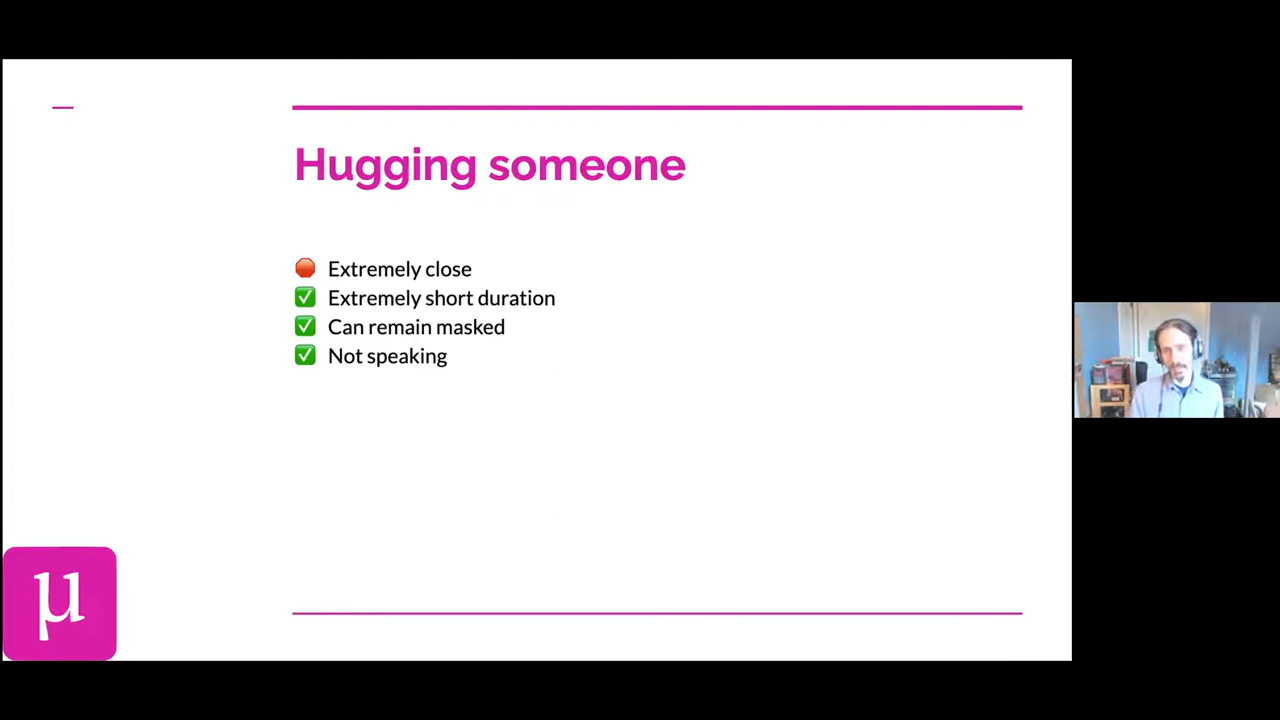 Hugging someone
Extremely close
Extremely short duration
Can remain masked
Not speaking
μ